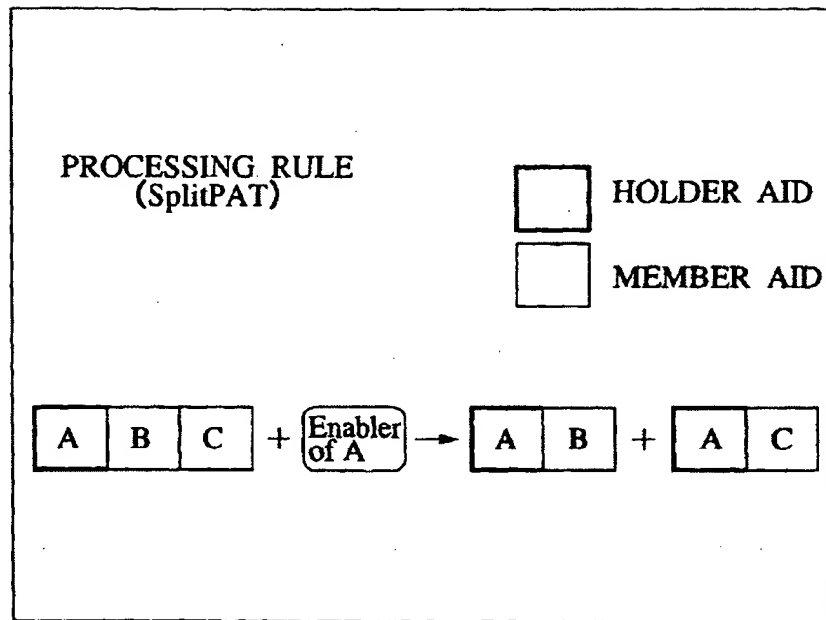 PROCESSING RULE
(SplitPAT)
HOLDER AID
MEMBER AID
A B C + Enabler of A → A B + A C